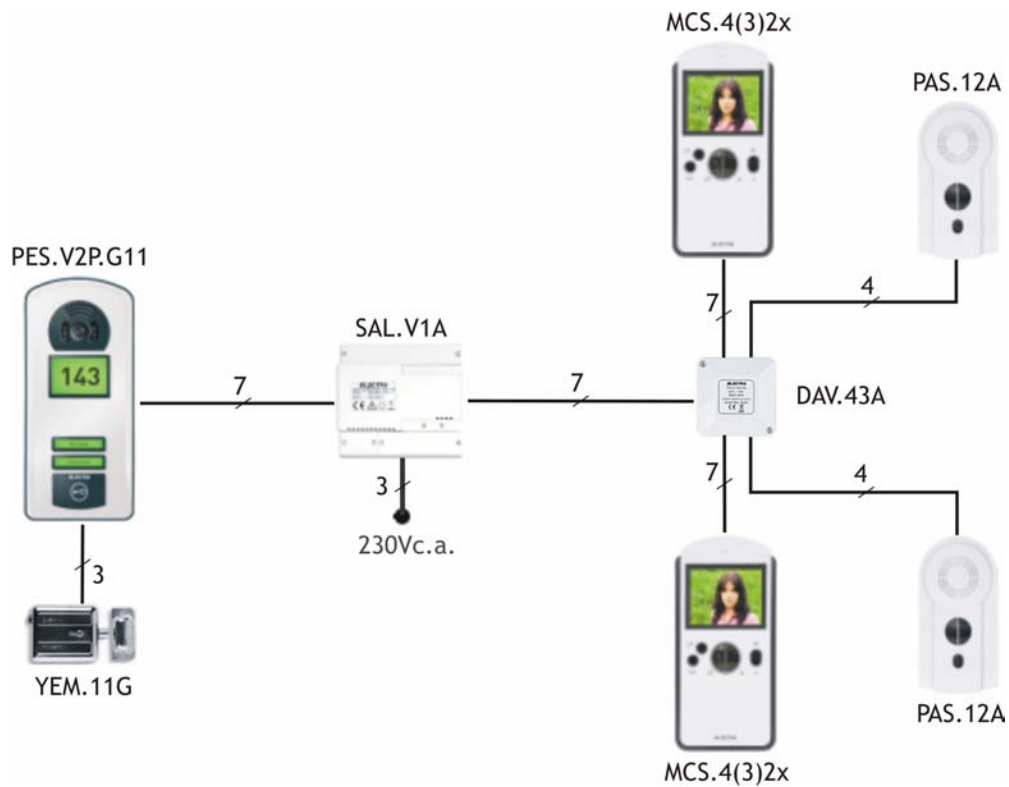 MCS.4(3)2x
PAS.12A
PES.V2P.G11
143
3
YEM.11G
7
SAL.V1A
ELECTRA
3
230Vc.a.
7
7
4
DAV.43A
7
4
MCS.4(3)2x
PAS.12A